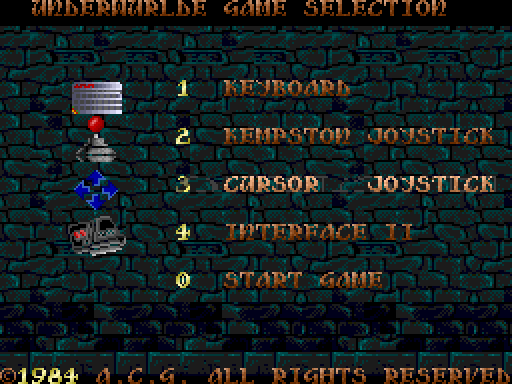 UNDERWURLDE GAME SELECTION
1 KEYBOARD
2 KEMPSTON JOYSTICK
3 CURSOR JOYSTICK
4 INTERFACE II
0 START GAME
©1984 A.C.G. ALL RIGHTS RESERVED